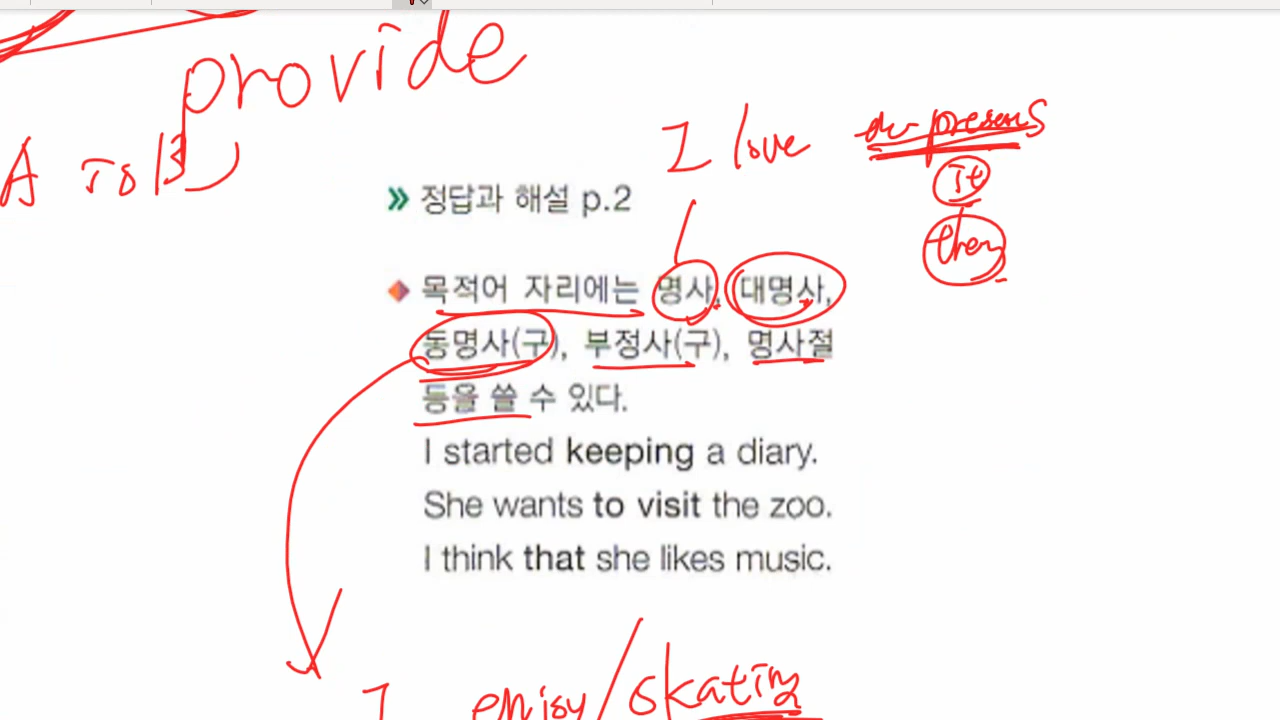 provide
A to B)
I love
it
them
» 정답과 해설 p.2
목적어 자리에는 명사, 대명사,
동명사(구), 부정사(구), 명사절
등을 쓸 수 있다.
I started keeping a diary.
She wants to visit the zoo.
I think that she likes music.
I enjoy / skating